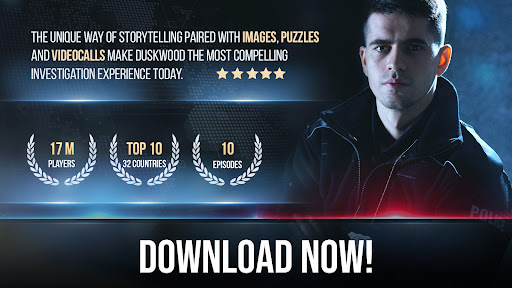 THE UNIQUE WAY OF STORYTELLING PAIRED WITH IMAGES, PUZZLES
AND VIDEOCALLS MAKE DUSKWOOD THE MOST COMPELLING
INVESTIGATION EXPERIENCE TODAY.
17 M
PLAYERS
TOP 10
32 COUNTRIES
10
EPISODES
DOWNLOAD NOW!